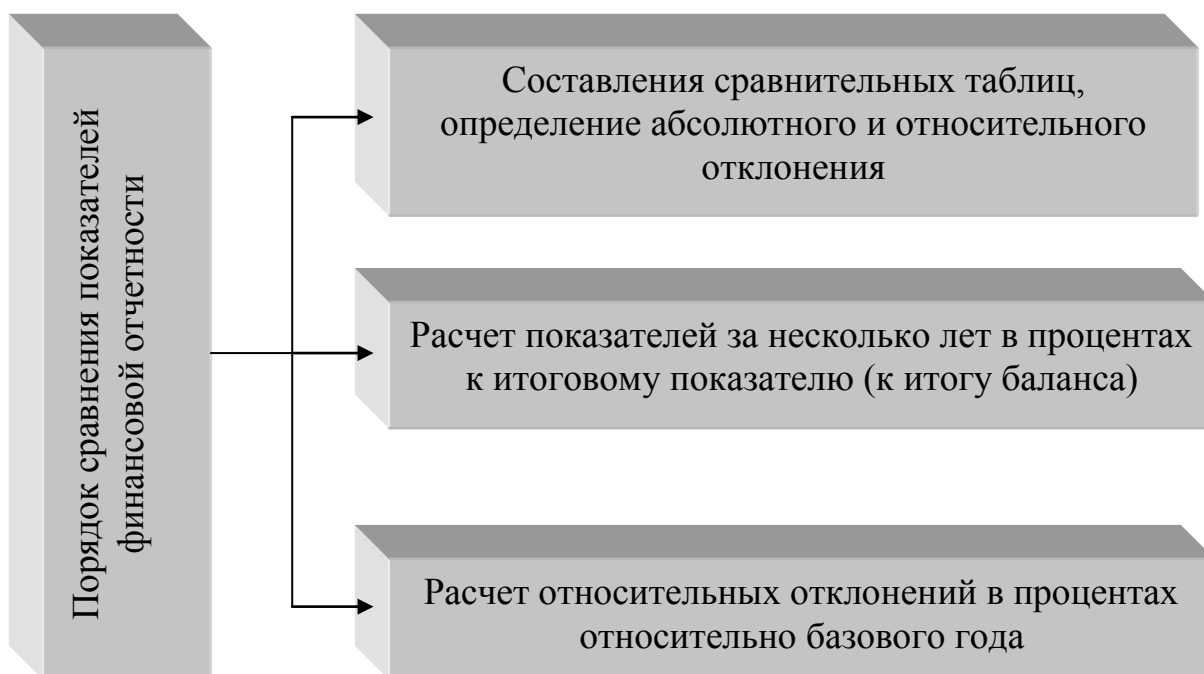 Порядок сравнения показателей
финансовой отчетности
Составления сравнительных таблиц,
определение абсолютного и относительного
отклонения
Расчет показателей за несколько лет в процентах
к итоговому показателю (к итогу баланса)
Расчет относительных отклонений в процентах
относительно базового года